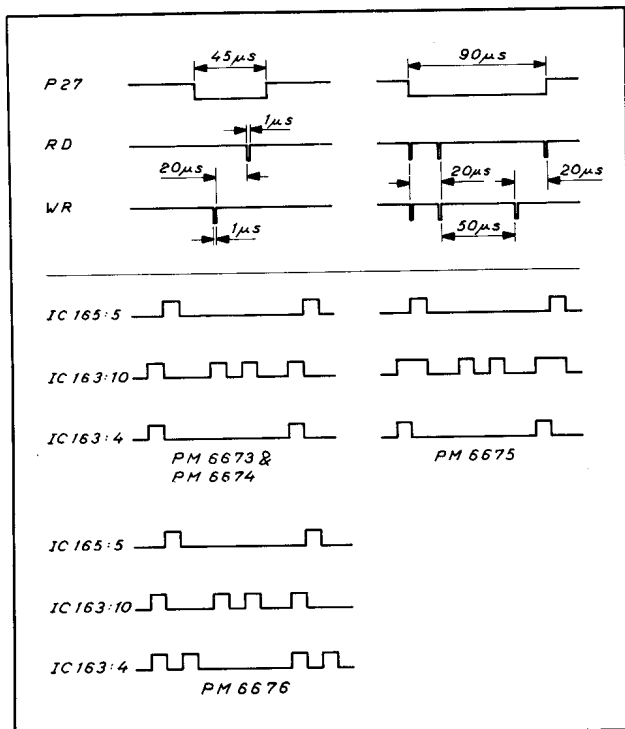 45µs
90µs
P27
1µs
RD
20µs
20µs
20µs
WR
1µs
50µs
IC 165:5
IC 163:10
IC 163:4
PM 6673 &
PM 6674
PM 6675
IC 165:5
IC 163:10
IC 163:4
PM 6676